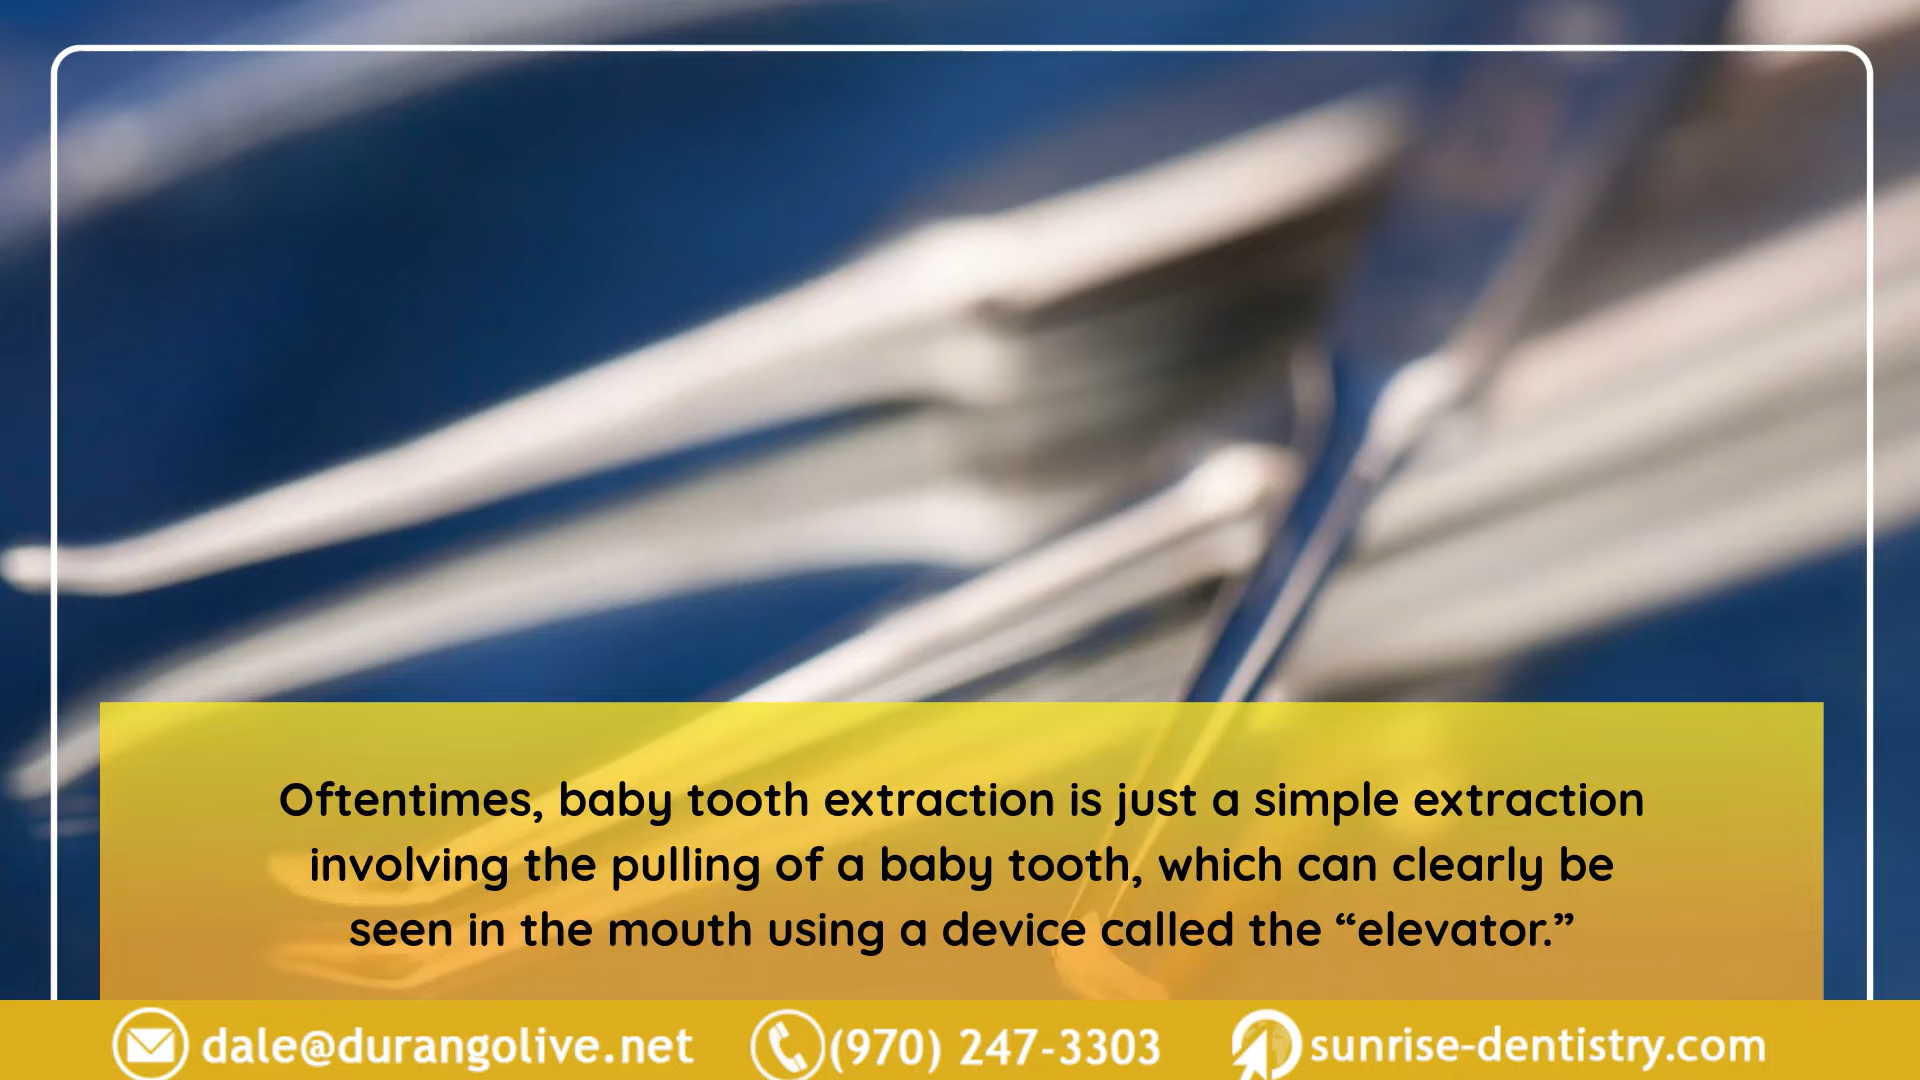 Oftentimes, baby tooth extraction is just a simple extraction
involving the pulling of a baby tooth, which can clearly be
seen in the mouth using a device called the “elevator.”
dale@durangolive.net (970) 247-3303 sunrise-dentistry.com